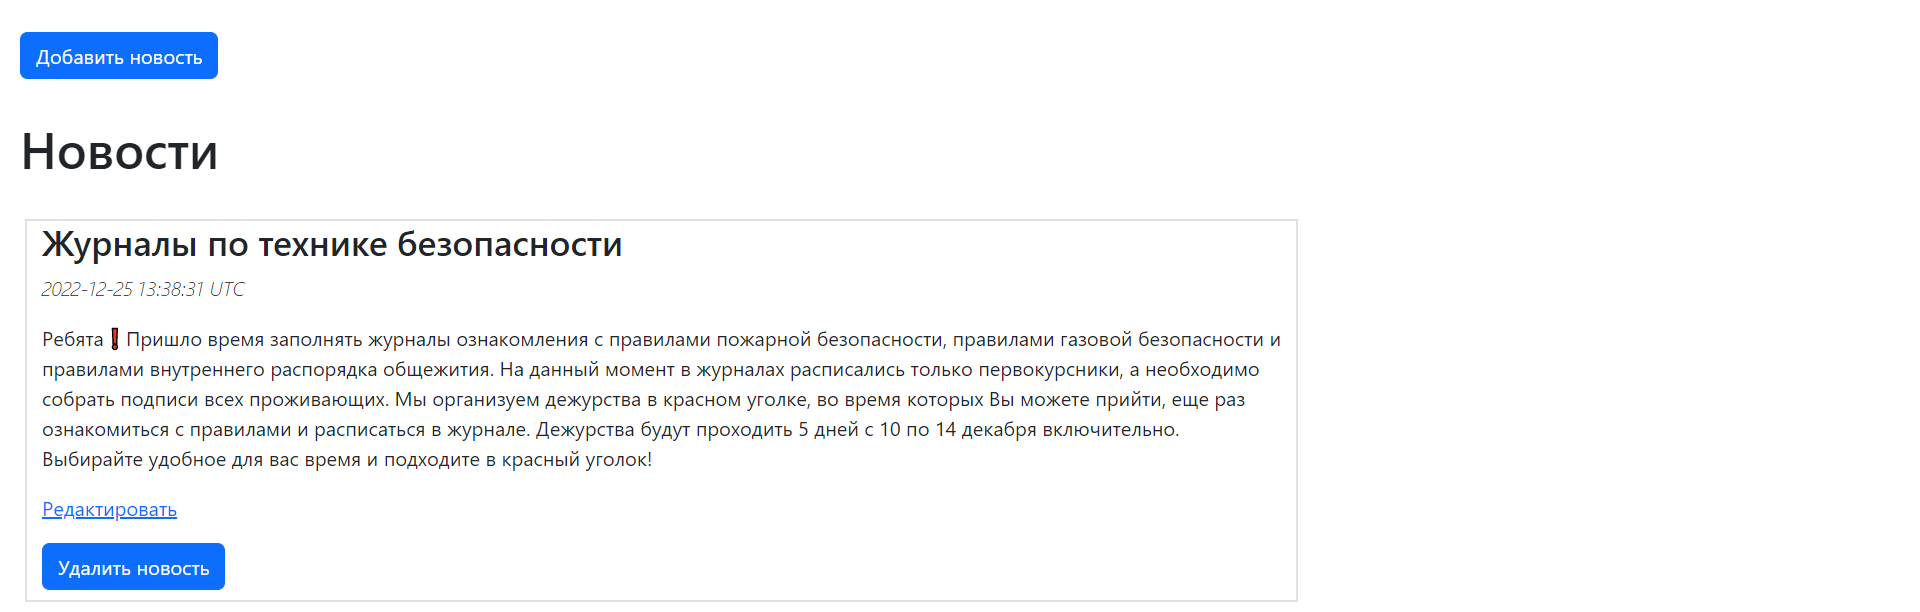 Добавить новость
Новости
Журналы по технике безопасности
2022-12-25 13:38:31 UTC
Ребята❗Пришло время заполнять журналы ознакомления с правилами пожарной безопасности, правилами газовой безопасности и
правилами внутреннего распорядка общежития. На данный момент в журналах расписались только первокурсники, а необходимо
собрать подписи всех проживающих. Мы организуем дежурства в красном уголке, во время которых Вы можете прийти, еще раз
ознакомиться с правилами и расписаться в журнале. Дежурства будут проходить 5 дней с 10 по 14 декабря включительно.
Выбирайте удобное для вас время и подходите в красный уголок!
Редактировать
Удалить новость